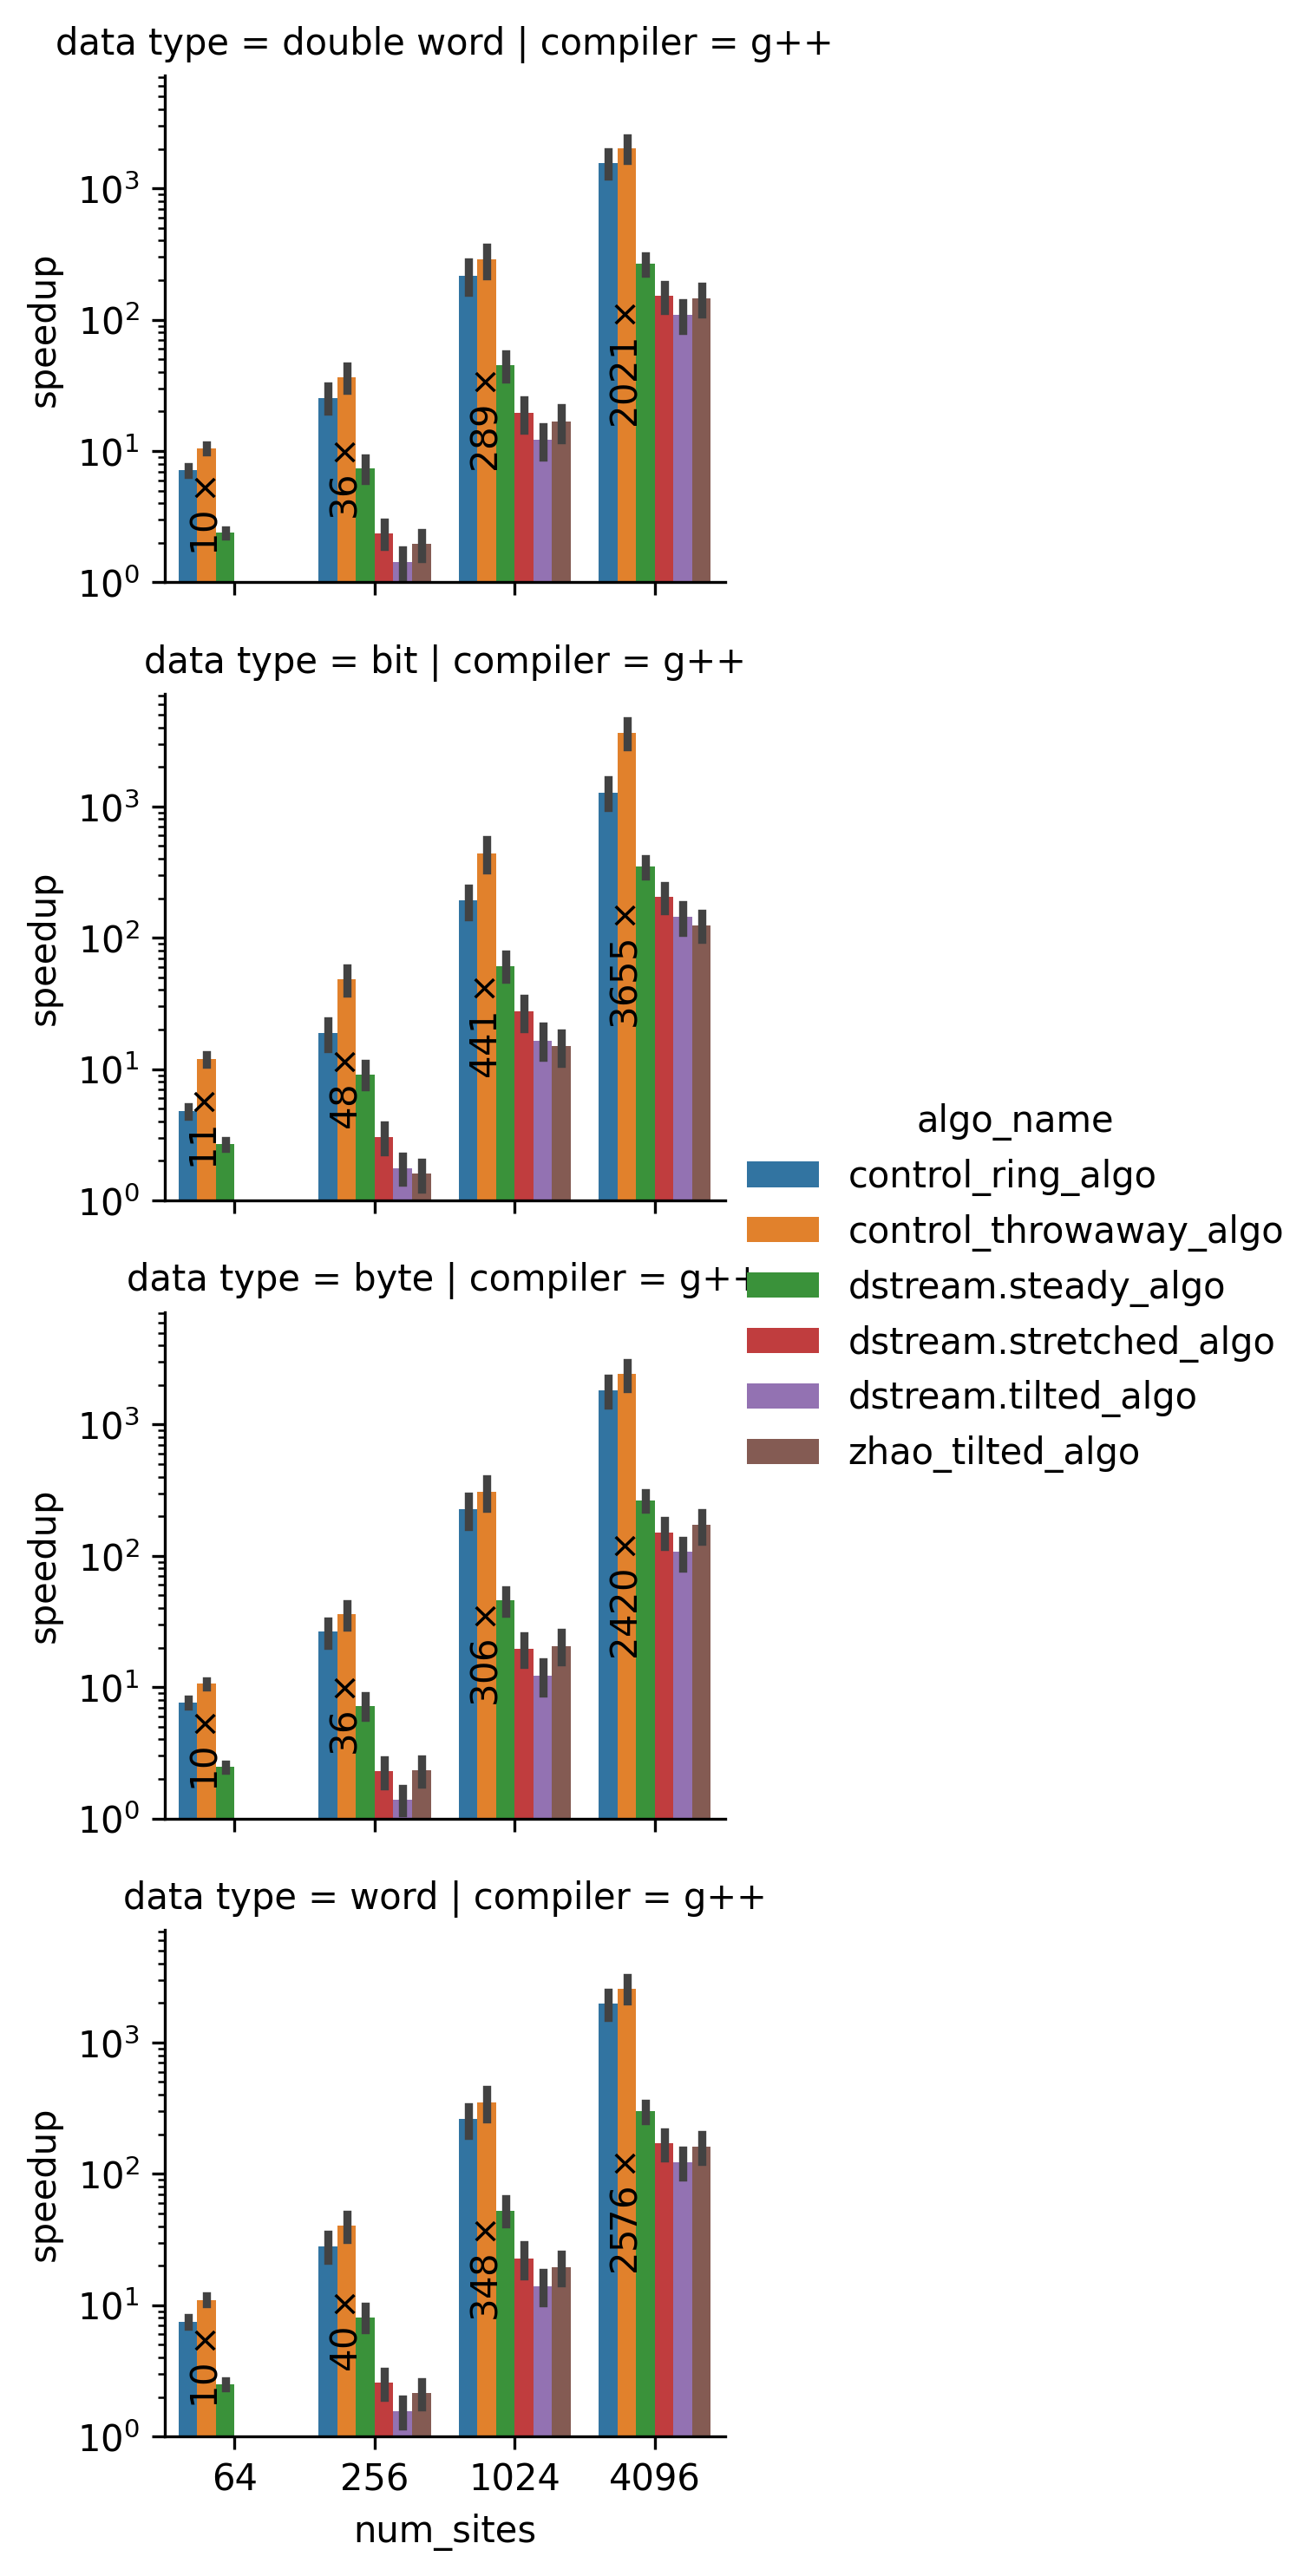 data type = double word | compiler = g++
speedup
10³
10²
10¹
10⁰
10 ×
36 ×
289 ×
2021 ×
data type = bit | compiler = g++
speedup
10³
10²
10¹
10⁰
11 ×
48 ×
441 ×
3655 ×
algo_name
control_ring_algo
control_throwaway_algo
dstream.steady_algo
dstream.stretched_algo
dstream.tilted_algo
zhao_tilted_algo
data type = byte | compiler = g++
speedup
10³
10²
10¹
10⁰
10 ×
36 ×
306 ×
2420 ×
data type = word | compiler = g++
speedup
10³
10²
10¹
10⁰
10 ×
40 ×
348 ×
2576 ×
64 256 1024 4096
num_sites